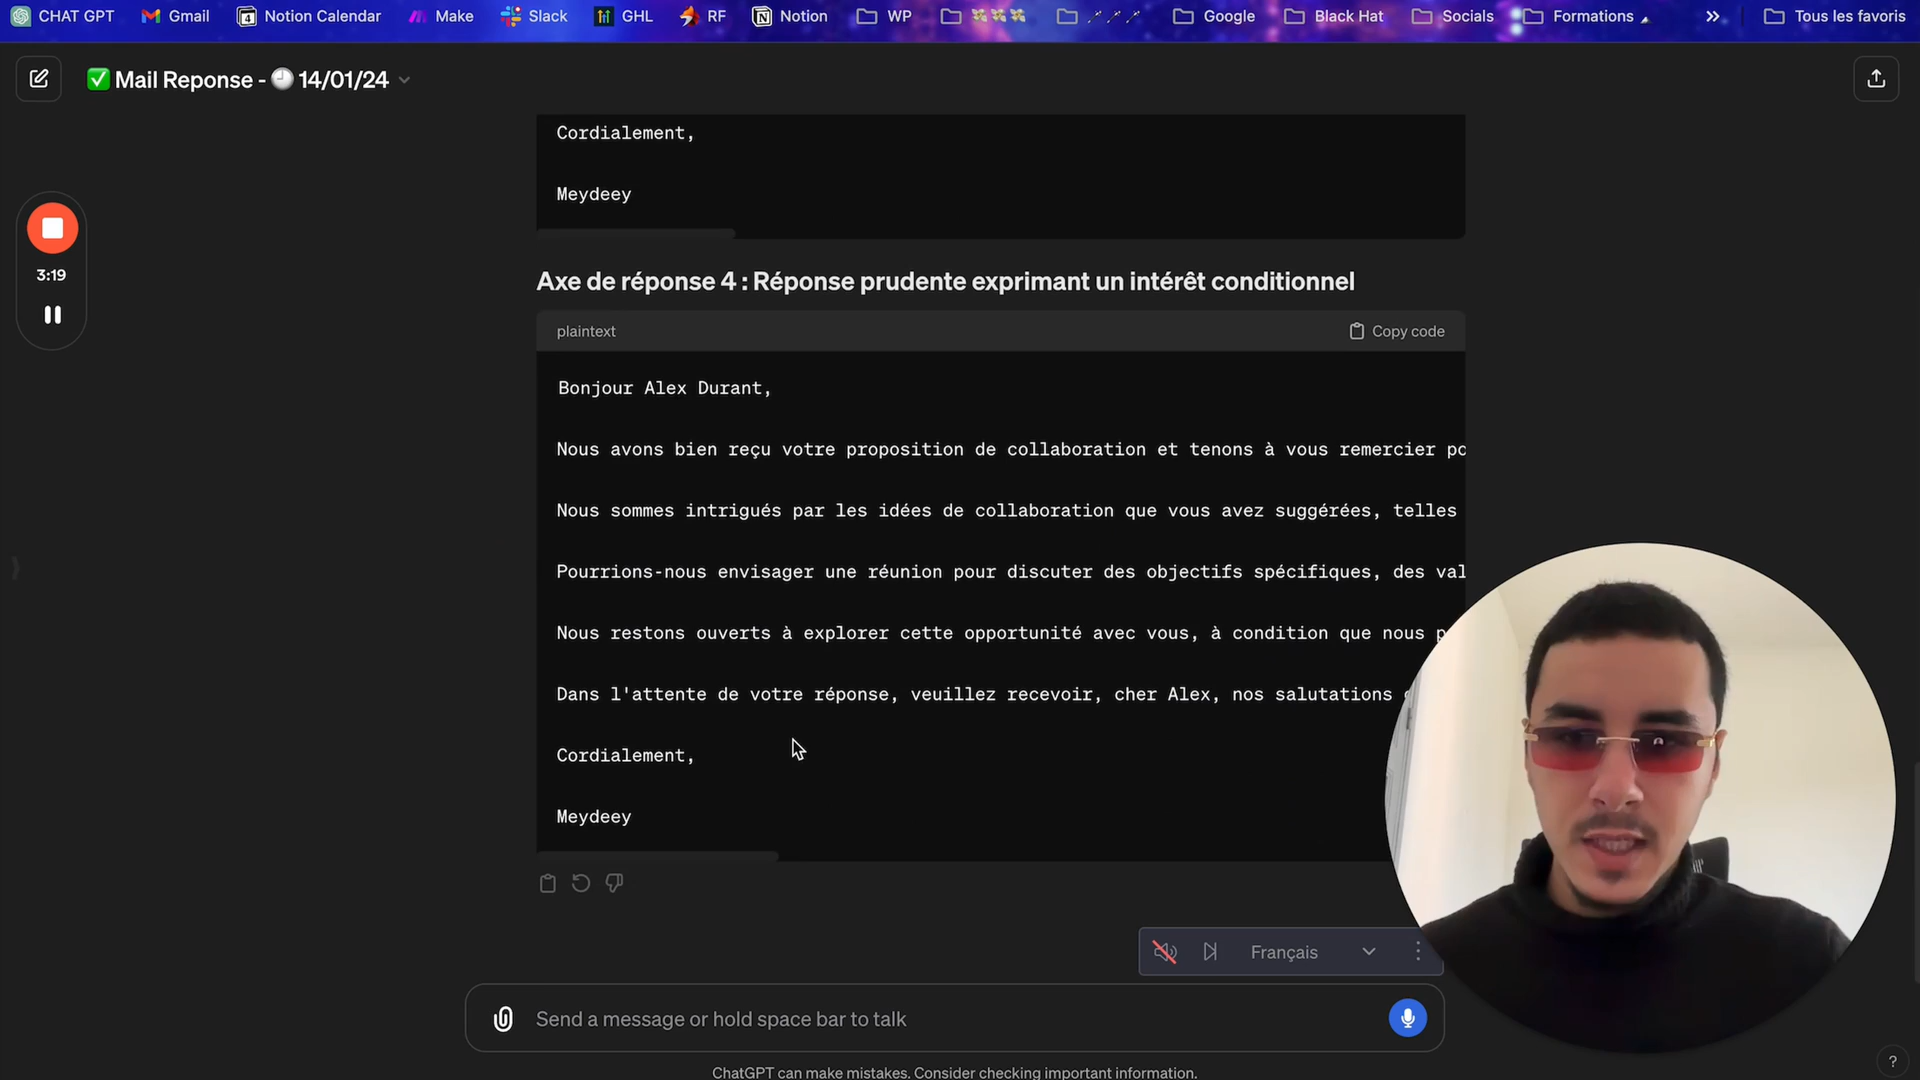 CHAT GPT
Gmail
4
Notion Calendar
Make
Slack
GHL
RF
Notion
WP
Google
Black Hat
Socials
Formations
Tous les favoris
Mail Reponse - 14/01/24
3:19
Cordialement,
Meydeey
Axe de réponse 4 : Réponse prudente exprimant un intérêt conditionnel
plaintext
Copy code
Bonjour Alex Durant,
Nous avons bien reçu votre proposition de collaboration et tenons à vous remercier
Nous sommes intrigués par les idées de collaboration que vous avez suggérées, telles
Pourrions-nous envisager une réunion pour discuter des objectifs spécifiques, des
Nous restons ouverts à explorer cette opportunité avec vous, à condition que nous
Dans l'attente de votre réponse, veuillez recevoir, cher Alex, nos salutations
Cordialement,
Meydeey
Français
Send a message or hold space bar to talk
ChatGPT can make mistakes. Consider checking important information.
?